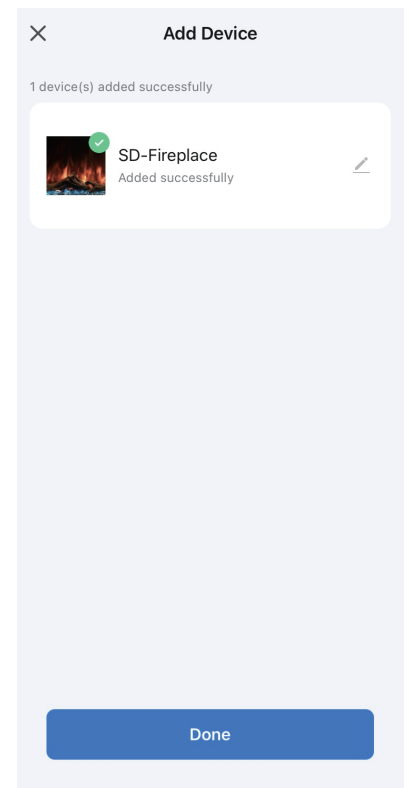 Add Device
1 device(s) added successfully
SD-Fireplace
Added successfully
Done